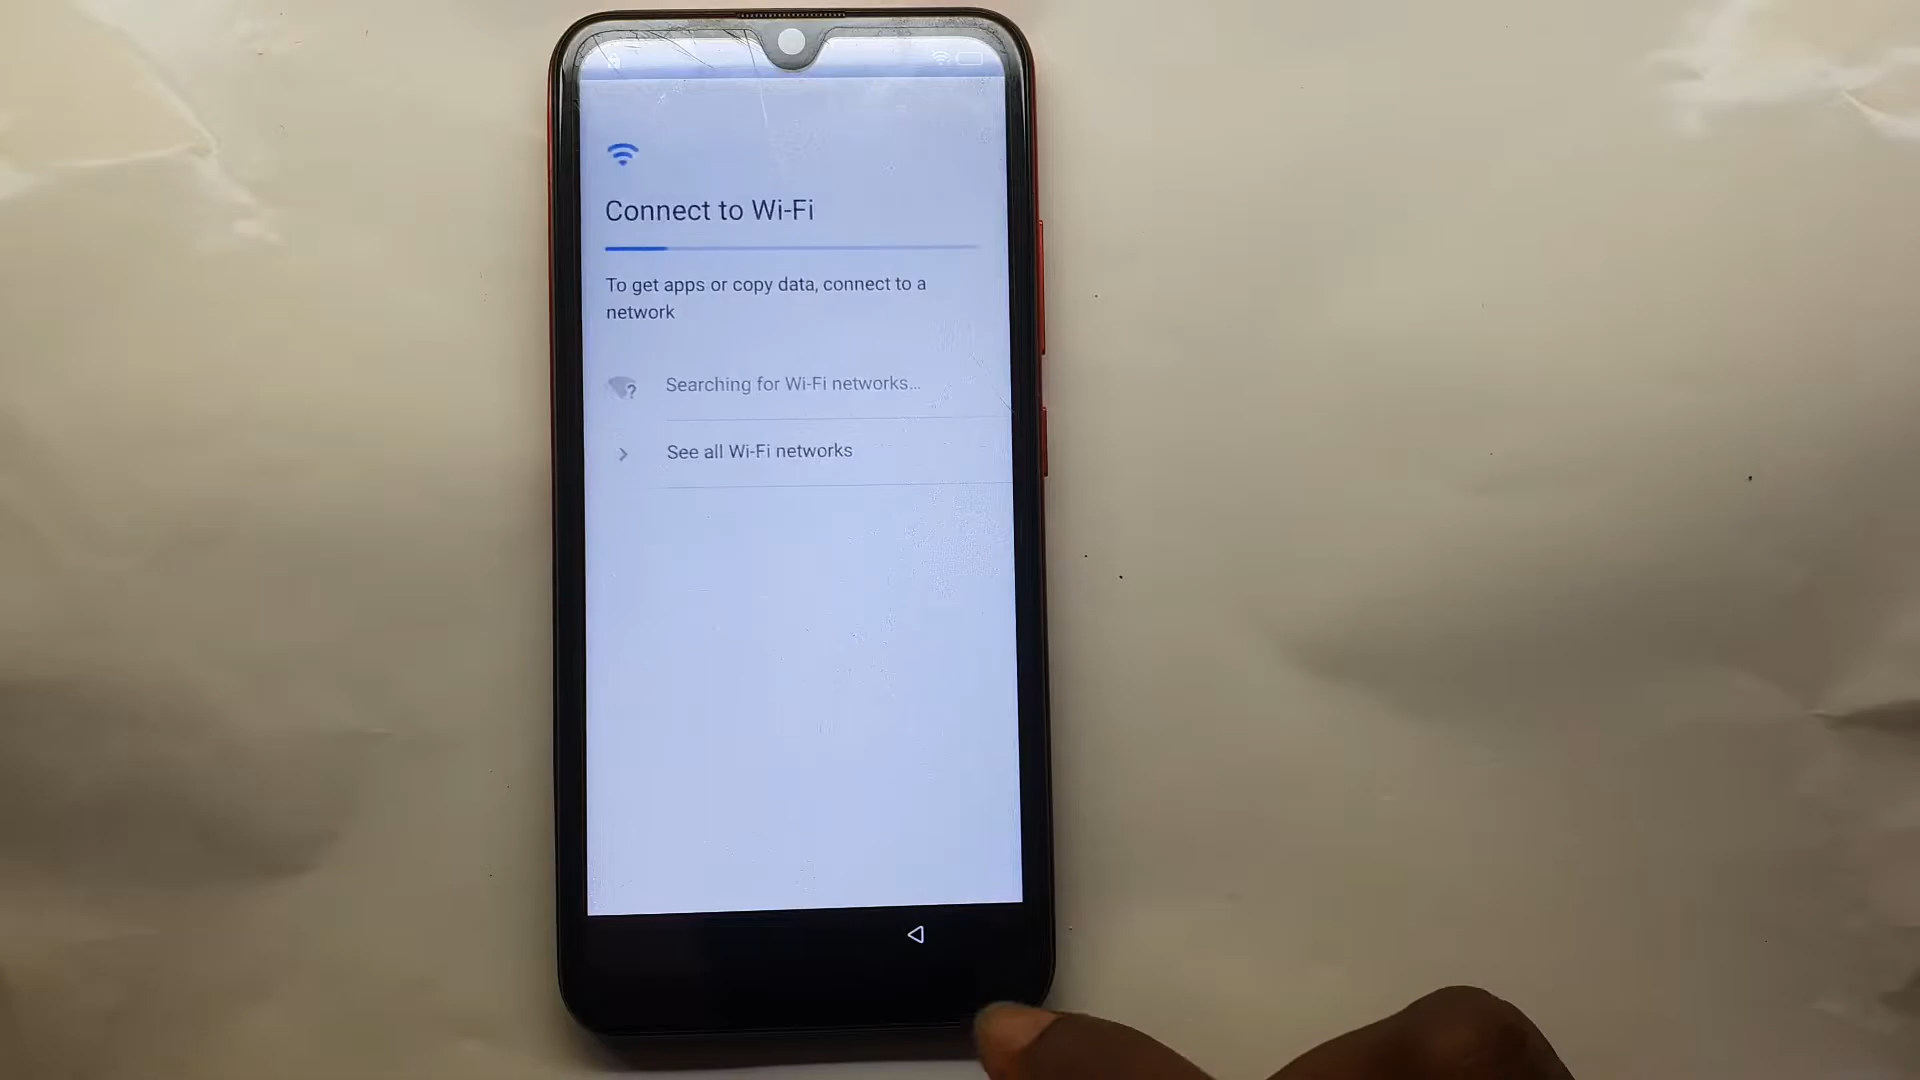 Connect to Wi-Fi
To get apps or copy data, connect to a
network
Searching for Wi-Fi networks...
See all Wi-Fi networks